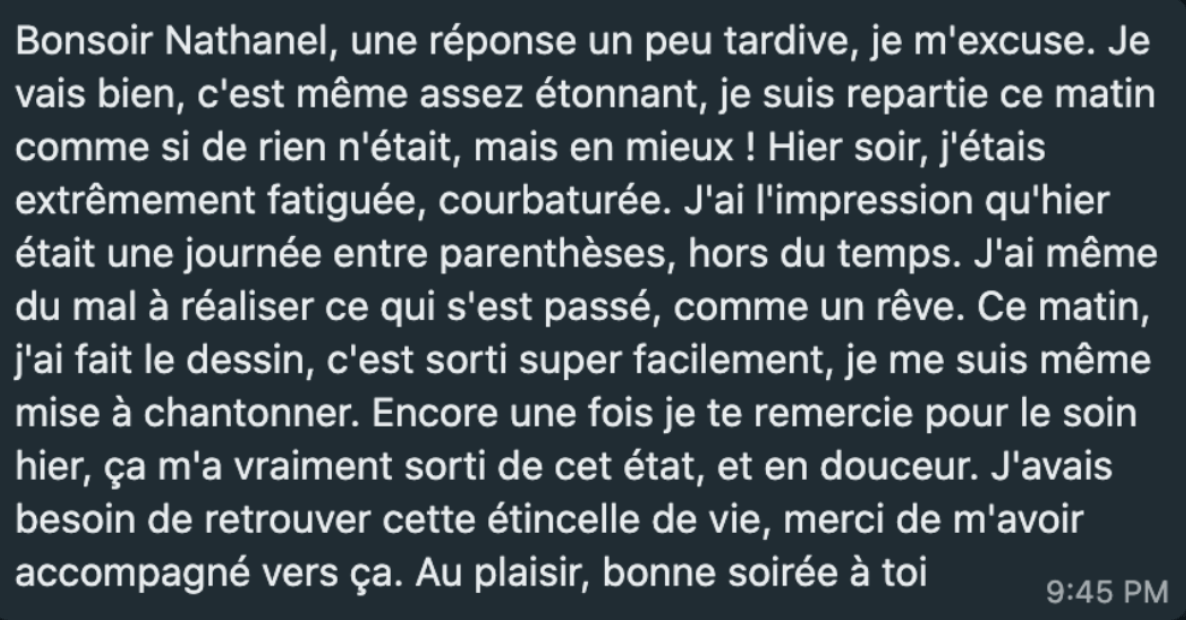 Bonsoir Nathanel, une réponse un peu tardive, je m'excuse. Je
vais bien, c'est même assez étonnant, je suis repartie ce matin
comme si de rien n'était, mais en mieux ! Hier soir, j'étais
extrêmement fatiguée, courbaturée. J'ai l'impression qu'hier
était une journée entre parenthèses, hors du temps. J'ai même
du mal à réaliser ce qui s'est passé, comme un rêve. Ce matin,
j'ai fait le dessin, c'est sorti super facilement, je me suis même
mise à chantonner. Encore une fois je te remercie pour le soin
hier, ça m'a vraiment sorti de cet état, et en douceur. J'avais
besoin de retrouver cette étincelle de vie, merci de m'avoir
accompagné vers ça. Au plaisir, bonne soirée à toi
9:45 PM